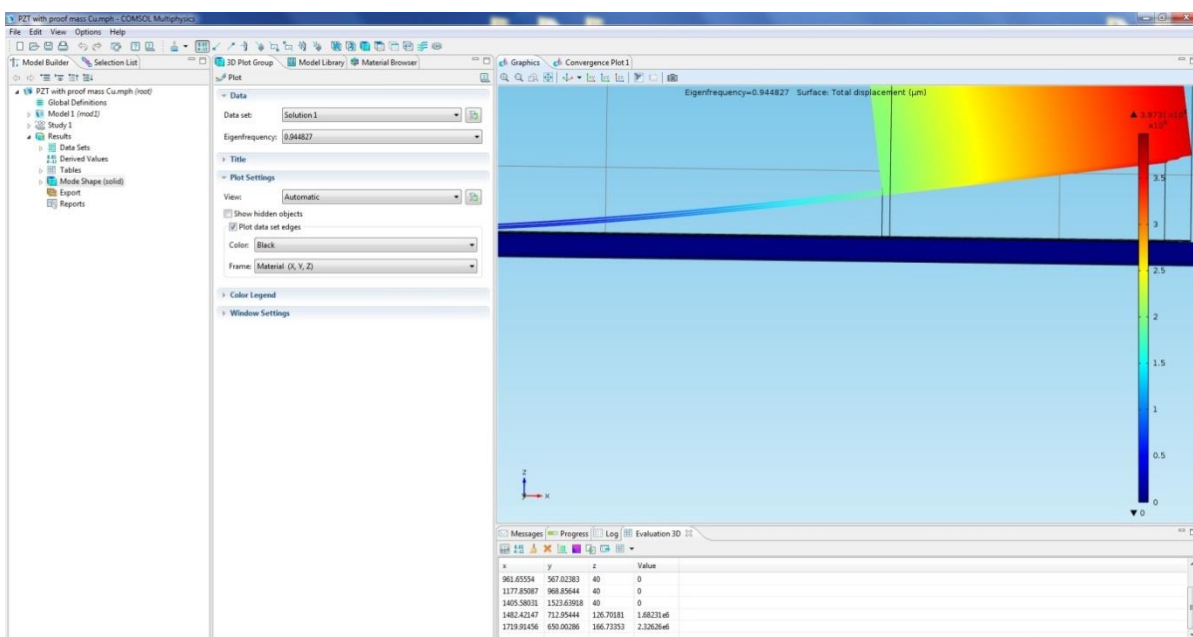 PZT with proof mass Cu.mph - COMSOL Multiphysics
File Edit View Options Help
Model Builder Selection List
PZT with proof mass Cu.mph (root)
Global Definitions
Model 1 (mod1)
Study 1
Results
Data Sets
Derived Values
Tables
Mode Shape (solid)
Export
Reports
3D Plot Group Model Library Material Browser
Plot
Data
Data set: Solution 1
Eigenfrequency: 0.944827
Title
Plot Settings
View: Automatic
Show hidden objects
Plot data set edges
Color: Black
Frame: Material (X, Y, Z)
Color Legend
Window Settings
Graphics Convergence Plot 1
Eigenfrequency=0.944827 Surface: Total displacement (µm)
3.5
3
2.5
2
1.5
1
0.5
0
▼ 0
z
y x
Messages Progress Log Evaluation 3D
x y z Value
961.65554 567.02383 40 0
1177.85087 968.85644 40 0
1405.58031 1523.63918 40 0
1482.42147 712.95444 126.70181 1.68231e6
1719.91456 650.00286 166.73353 2.32626e6